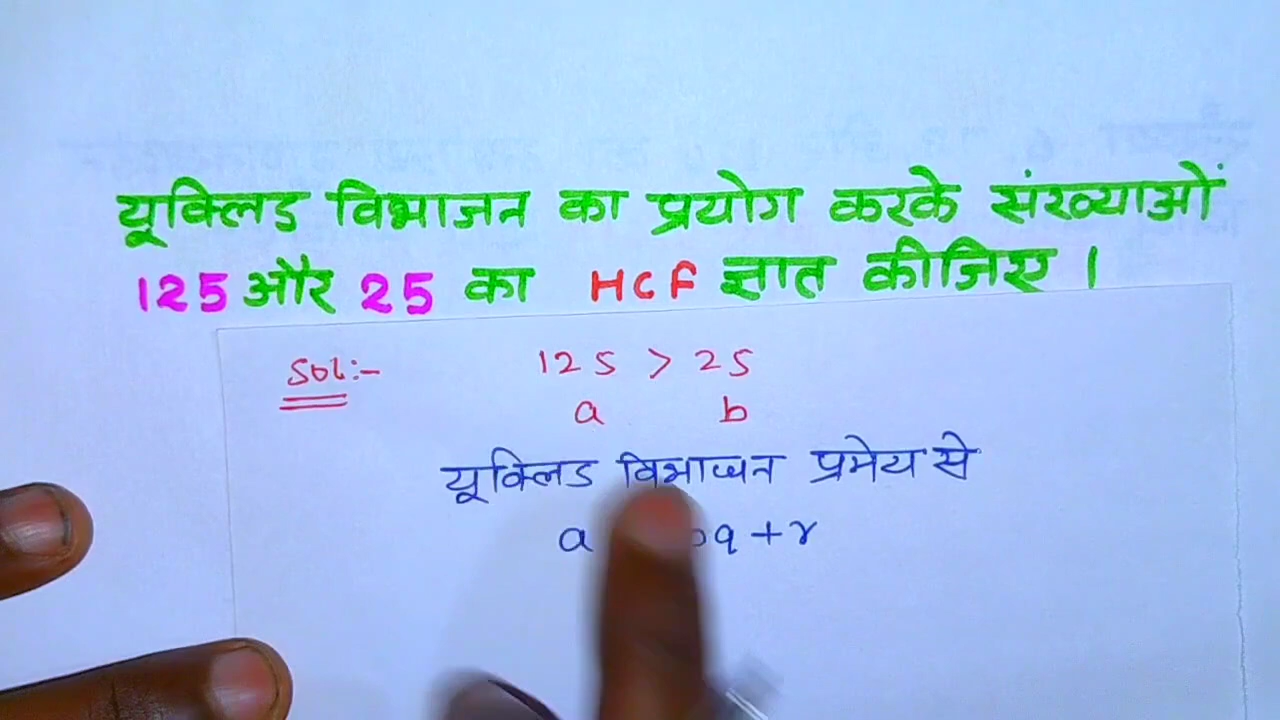 यूक्लिड विभाजन का प्रयोग करके संख्याओं
125 और 25 का HCF ज्ञात कीजिए ।
Sol:-
125 > 25
a b
यूक्लिड विभाजन प्रमेय से
a q + r